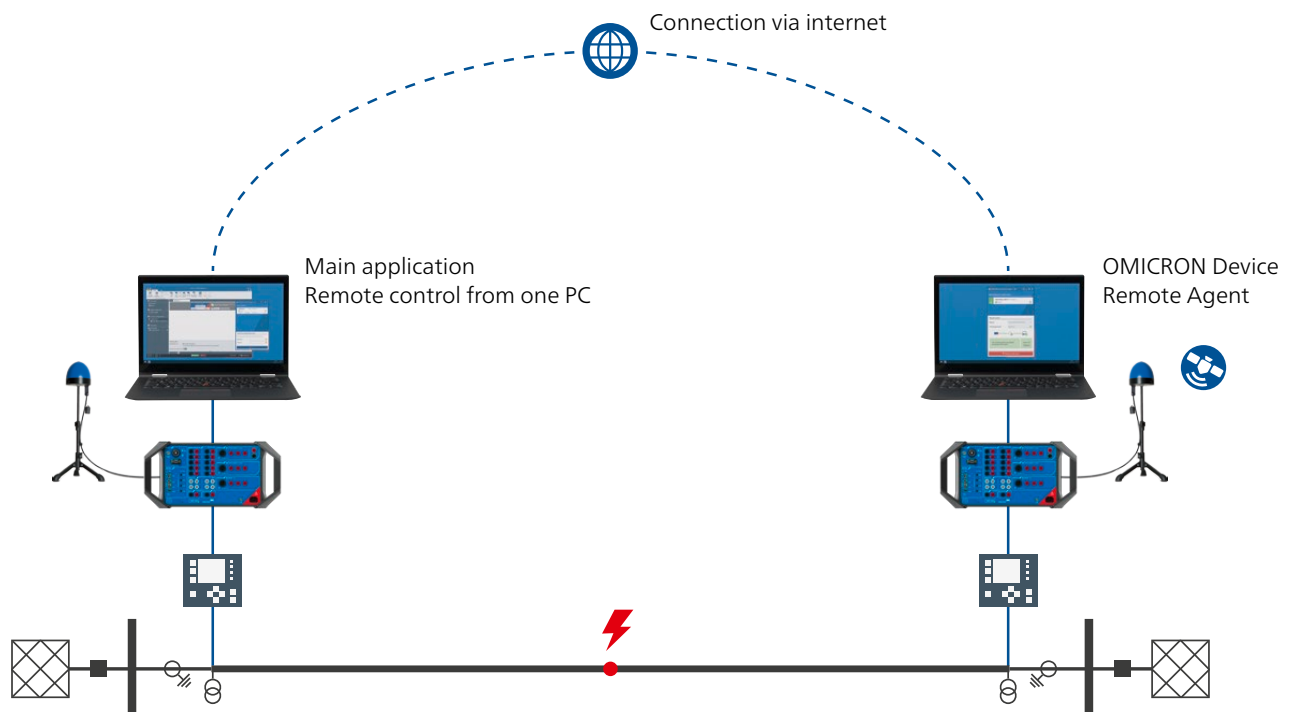 Connection via internet
Main application
Remote control from one PC
OMICRON Device
Remote Agent